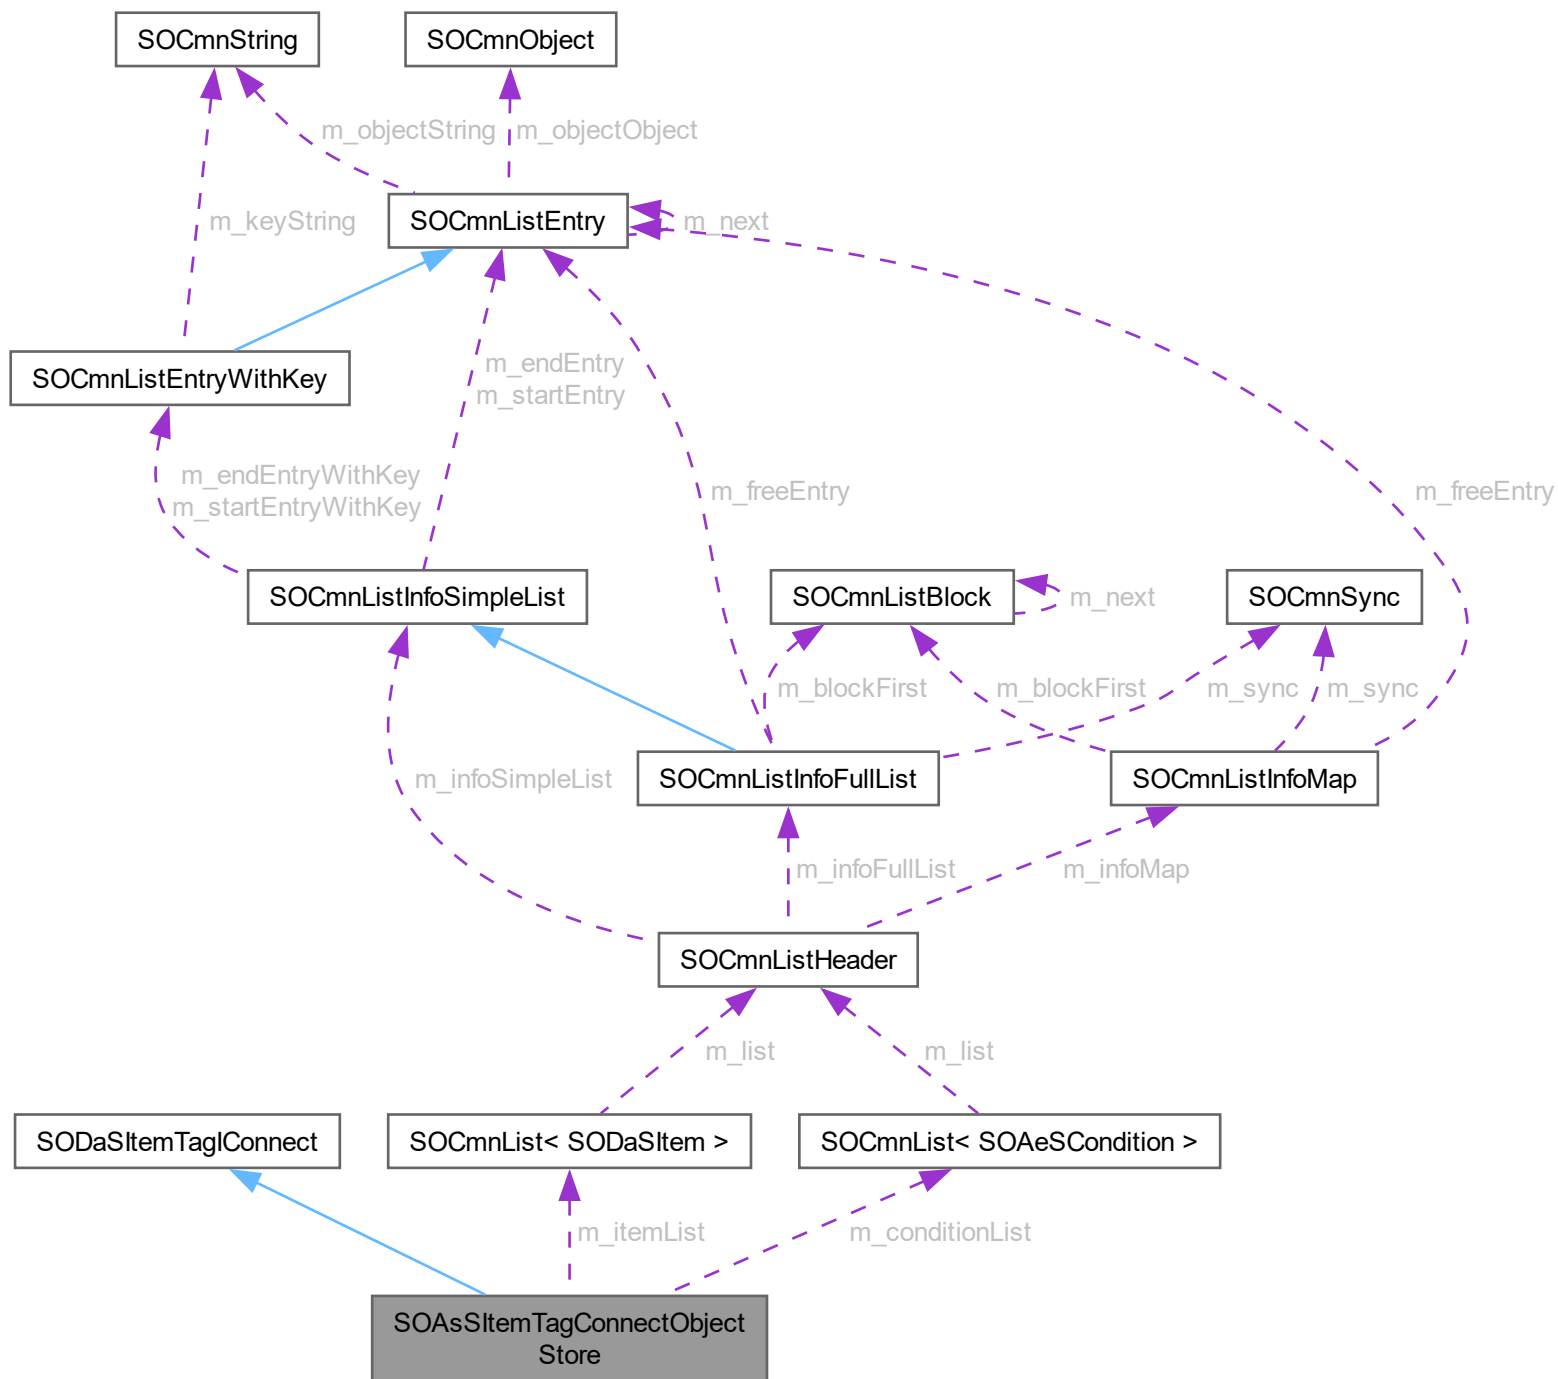 SOCmnString
SOCmnObject
m_objectString
m_objectObject
m_keyString
SOCmnListEntry
m_next
SOCmnListEntryWithKey
m_endEntry
m_startEntry
m_endEntryWithKey
m_startEntryWithKey
m_freeEntry
m_freeEntry
SOCmnListInfoSimpleList
SOCmnListBlock
m_next
SOCmnSync
m_blockFirst
m_blockFirst
m_sync
m_sync
m_infoSimpleList
SOCmnListInfoFullList
SOCmnListInfoMap
m_infoFullList
m_infoMap
SOCmnListHeader
m_list
m_list
SODaSItemTagIConnect
SOCmnList< SODaSItem >
SOCmnList< SOAeSCondition >
m_itemList
m_conditionList
SOAsSItemTagConnectObject
Store